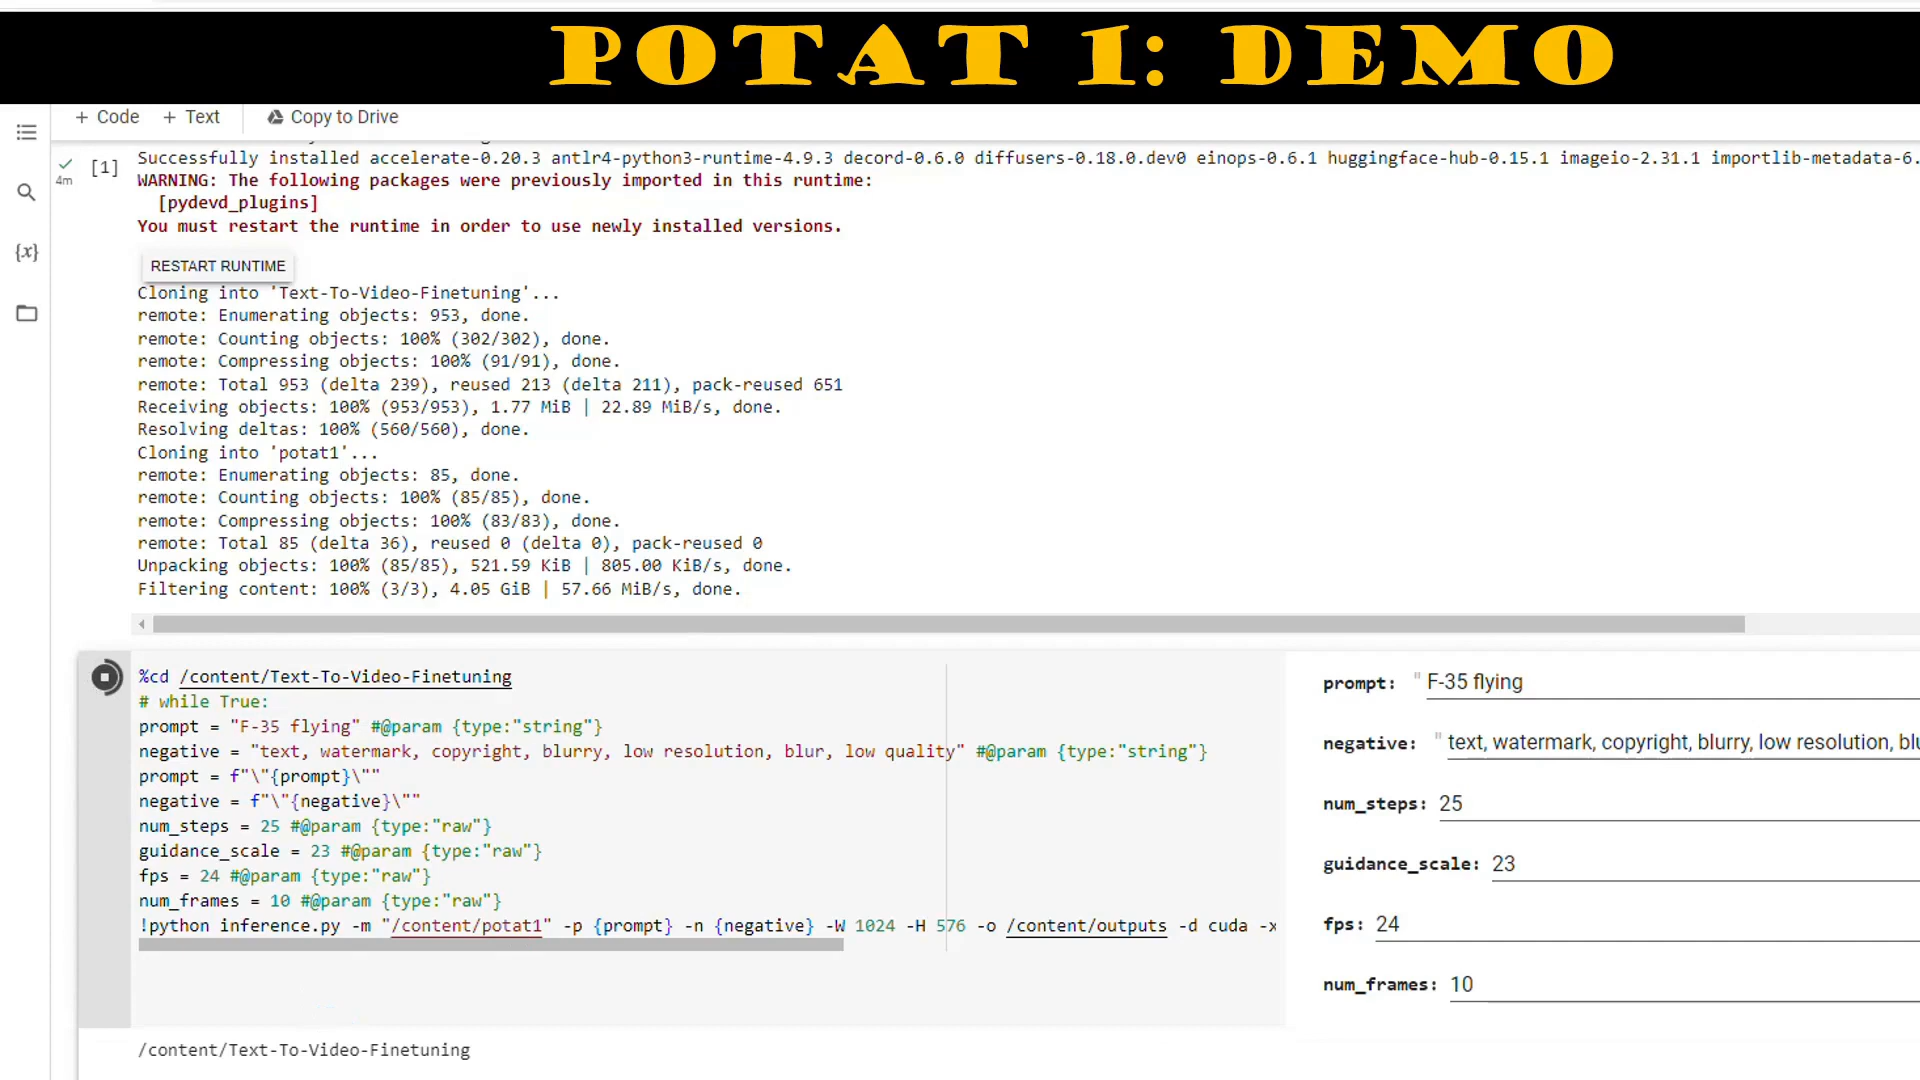 POTAT 1: DEMO
+ Code + Text Copy to Drive
[1] Successfully installed accelerate-0.20.3 antlr4-python3-runtime-4.9.3 decord-0.6.0 diffusers-0.18.0.dev0 einops-0.6.1 huggingface-hub-0.15.1 imageio-2.31.1 importlib-metadata-6.
4m
WARNING: The following packages were previously imported in this runtime:
[pydevd_plugins]
You must restart the runtime in order to use newly installed versions.
{x}
RESTART RUNTIME
Cloning into 'Text-To-Video-Finetuning'...
remote: Enumerating objects: 953, done.
remote: Counting objects: 100% (302/302), done.
remote: Compressing objects: 100% (91/91), done.
remote: Total 953 (delta 239), reused 213 (delta 211), pack-reused 651
Receiving objects: 100% (953/953), 1.77 MiB | 22.89 MiB/s, done.
Resolving deltas: 100% (560/560), done.
Cloning into 'potat1'...
remote: Enumerating objects: 85, done.
remote: Counting objects: 100% (85/85), done.
remote: Compressing objects: 100% (83/83), done.
remote: Total 85 (delta 36), reused 0 (delta 0), pack-reused 0
Unpacking objects: 100% (85/85), 521.59 KiB | 805.00 KiB/s, done.
Filtering content: 100% (3/3), 4.05 GiB | 57.66 MiB/s, done.
%cd /content/Text-To-Video-Finetuning
# while True:
prompt = "F-35 flying" #@param {type:"string"}
negative = "text, watermark, copyright, blurry, low resolution, blur, low quality" #@param {type:"string"}
prompt = f"\"{prompt}\""
negative = f"\"{negative}\""
num_steps = 25 #@param {type:"raw"}
guidance_scale = 23 #@param {type:"raw"}
fps = 24 #@param {type:"raw"}
num_frames = 10 #@param {type:"raw"}
!python inference.py -m "/content/potat1" -p {prompt} -n {negative} -W 1024 -H 576 -o /content/outputs -d cuda -x
prompt: " F-35 flying
negative: " text, watermark, copyright, blurry, low resolution, blu
num_steps: 25
guidance_scale: 23
fps: 24
num_frames: 10
/content/Text-To-Video-Finetuning